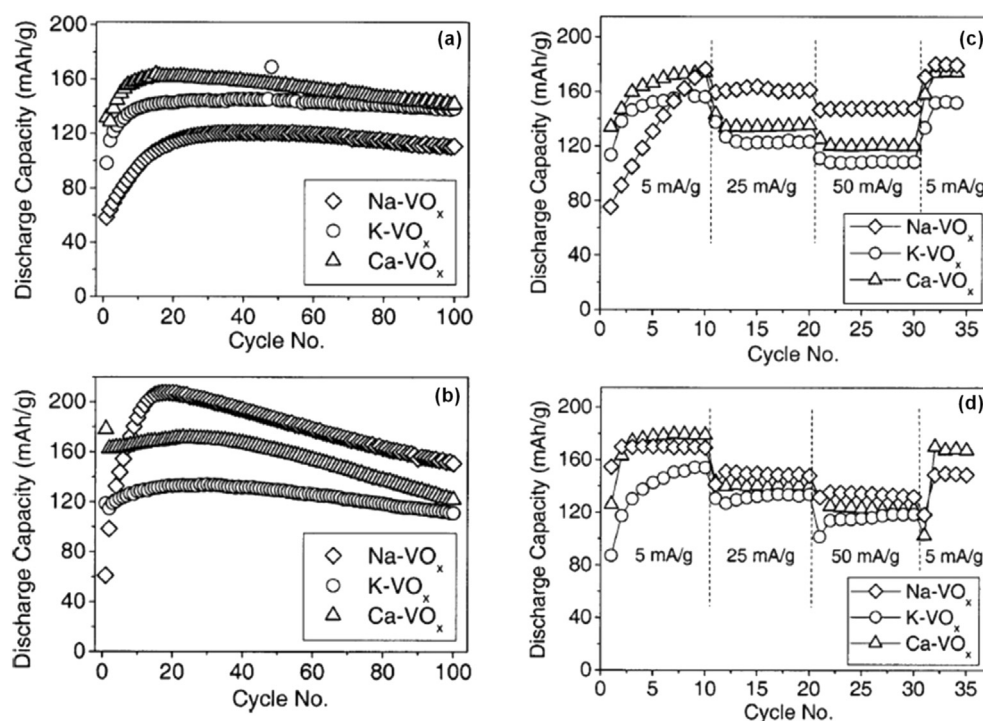 (a)
Discharge Capacity (mAh/g)
200
160
120
80
40
0
Na-VOₓ
K-VOₓ
Ca-VOₓ
0 20 40 60 80 100
Cycle No.
(c)
Discharge Capacity (mAh/g)
200
160
120
80
40
0
5 mA/g 25 mA/g 50 mA/g 5 mA/g
Na-VOₓ
K-VOₓ
Ca-VOₓ
0 5 10 15 20 25 30 35
Cycle No.
(b)
Discharge Capacity (mAh/g)
200
160
120
80
40
0
Na-VOₓ
K-VOₓ
Ca-VOₓ
0 20 40 60 80 100
Cycle No.
(d)
Discharge Capacity (mAh/g)
200
160
120
80
40
0
5 mA/g 25 mA/g 50 mA/g 5 mA/g
Na-VOₓ
K-VOₓ
Ca-VOₓ
0 5 10 15 20 25 30 35
Cycle No.